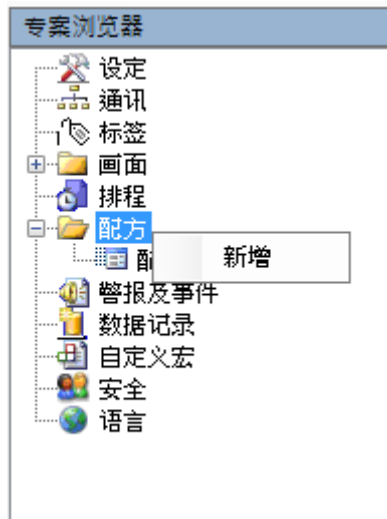 专案浏览器
设定
通讯
标签
画面
排程
配方
新增
警报及事件
数据记录
自定义宏
安全
语言